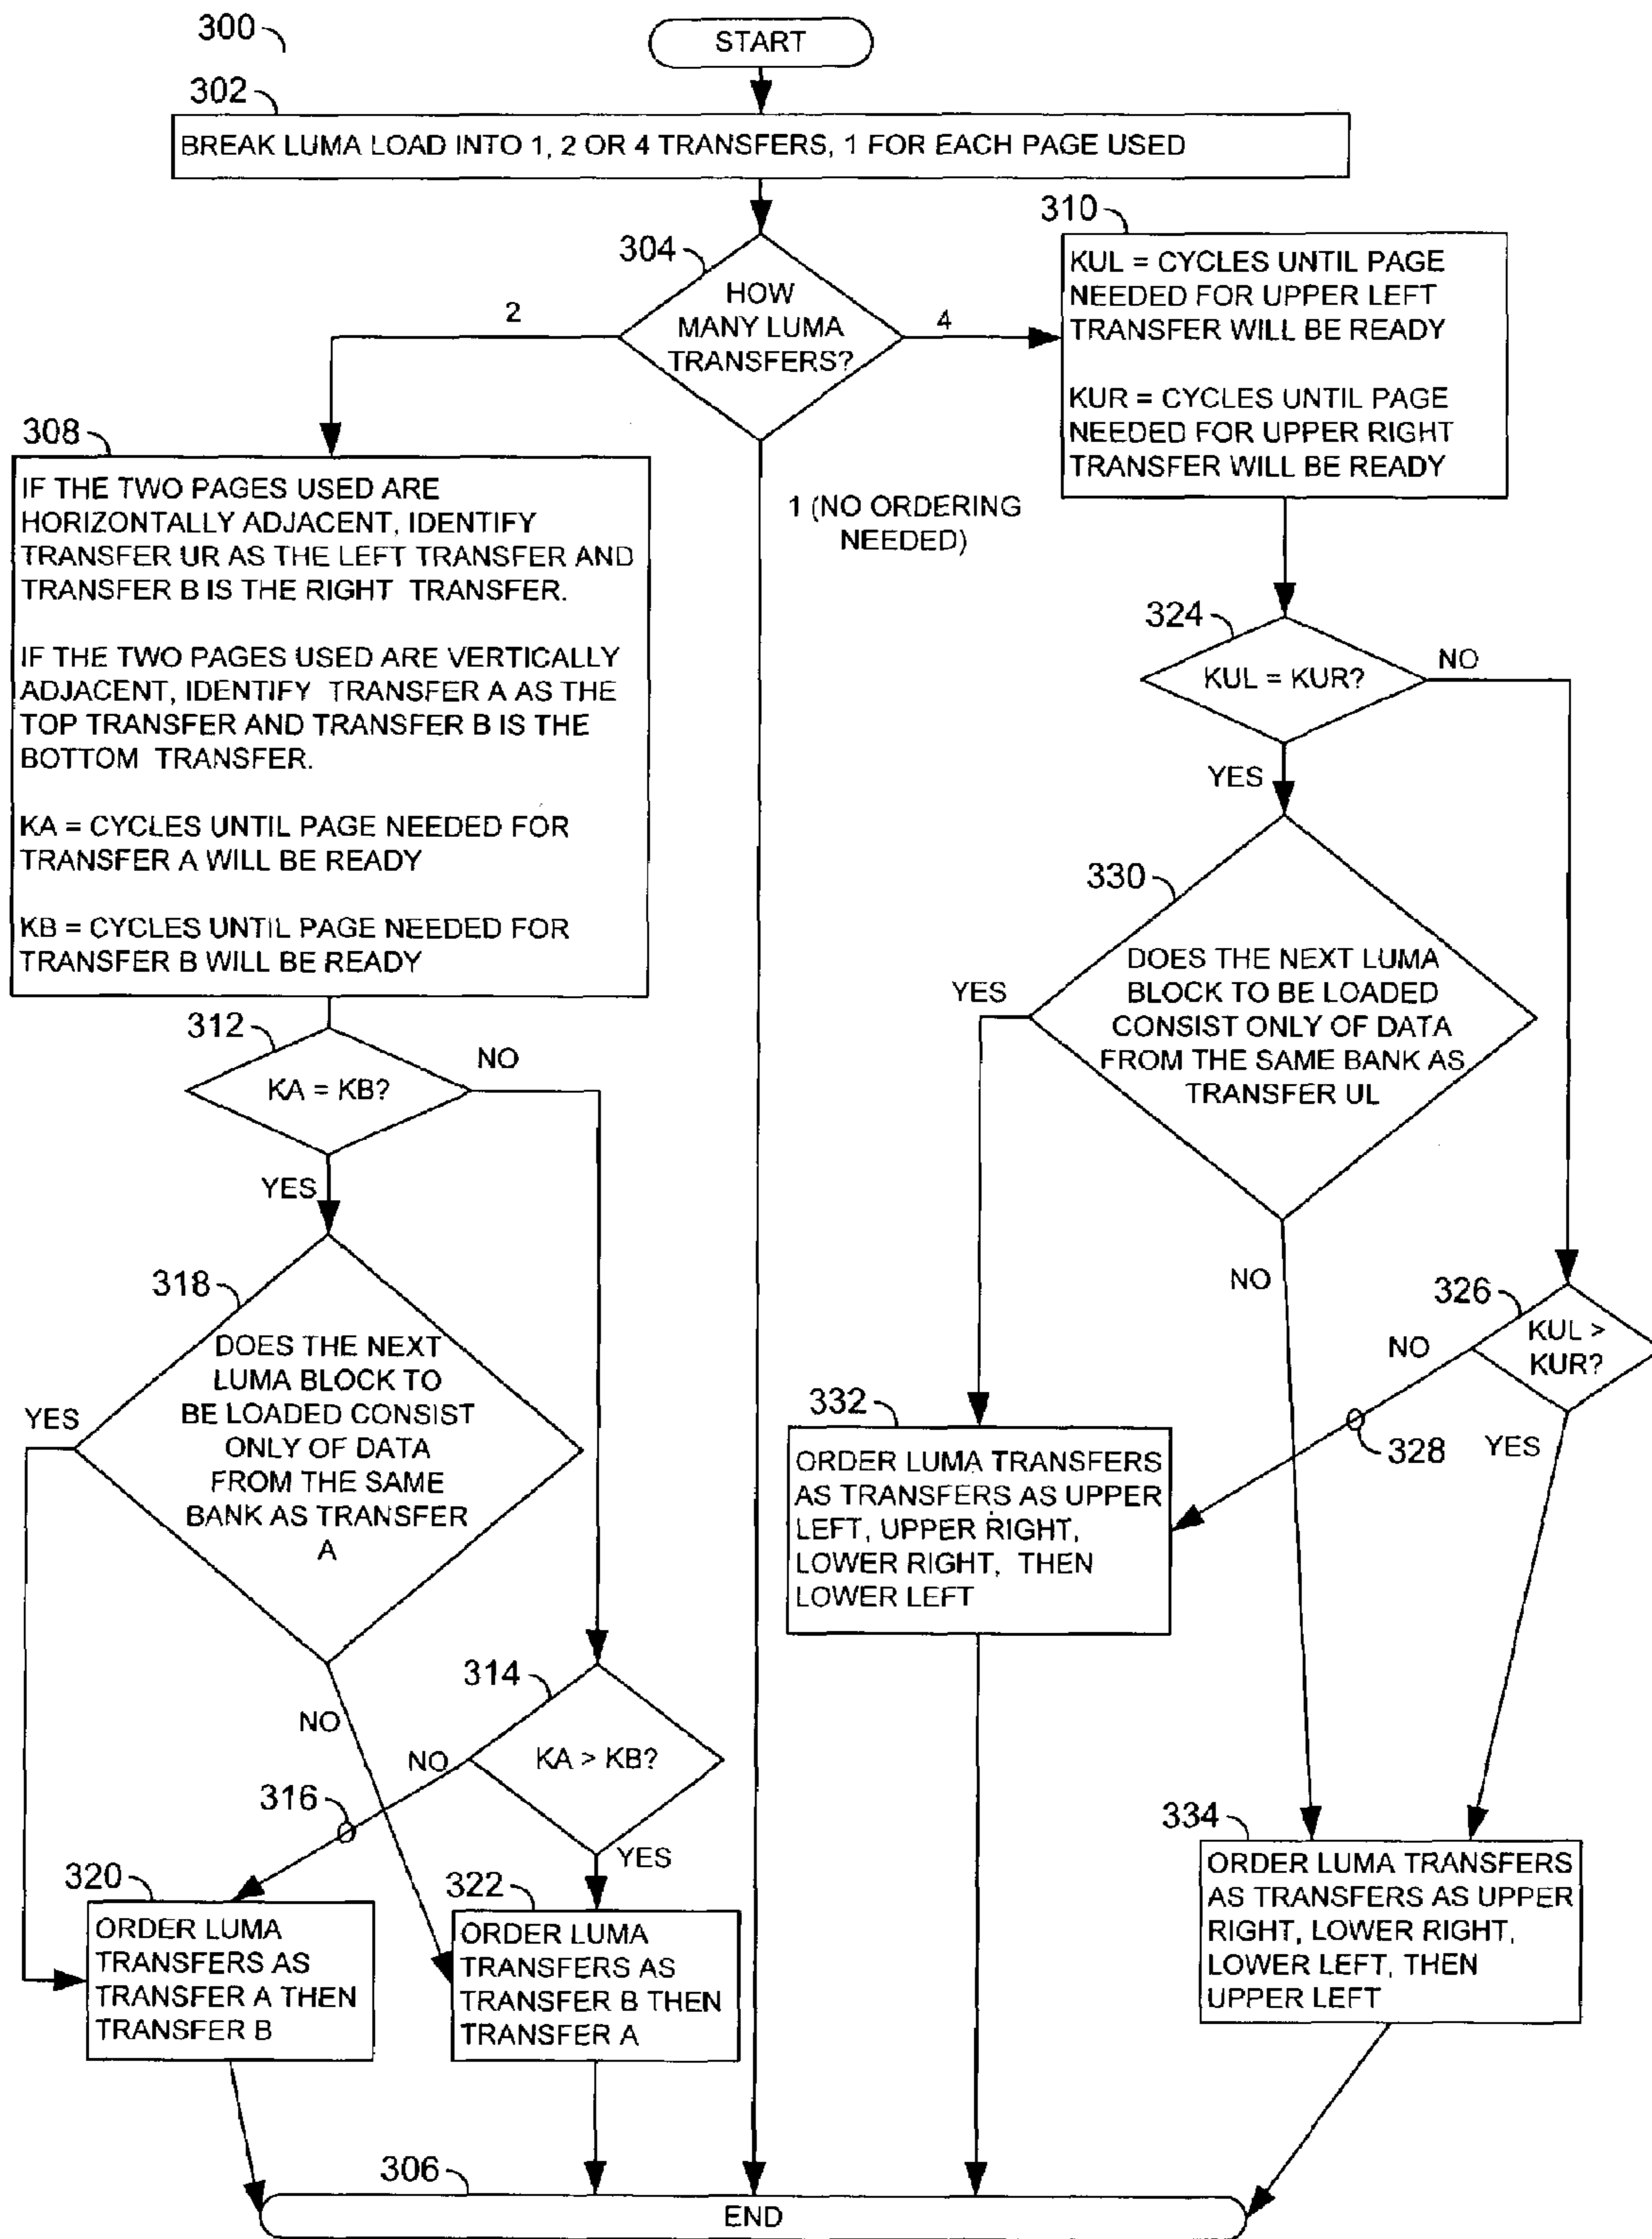 300
START
302
BREAK LUMA LOAD INTO 1, 2 OR 4 TRANSFERS, 1 FOR EACH PAGE USED
304
HOW
MANY LUMA
TRANSFERS?
2
4
1 (NO ORDERING
NEEDED)
310
KUL = CYCLES UNTIL PAGE
NEEDED FOR UPPER LEFT
TRANSFER WILL BE READY
KUR = CYCLES UNTIL PAGE
NEEDED FOR UPPER RIGHT
TRANSFER WILL BE READY
308
IF THE TWO PAGES USED ARE
HORIZONTALLY ADJACENT, IDENTIFY
TRANSFER UR AS THE LEFT TRANSFER AND
TRANSFER B IS THE RIGHT TRANSFER.
IF THE TWO PAGES USED ARE VERTICALLY
ADJACENT, IDENTIFY TRANSFER A AS THE
TOP TRANSFER AND TRANSFER B IS THE
BOTTOM TRANSFER.
KA = CYCLES UNTIL PAGE NEEDED FOR
TRANSFER A WILL BE READY
KB = CYCLES UNTIL PAGE NEEDED FOR
TRANSFER B WILL BE READY
324
KUL = KUR?
NO
YES
330
DOES THE NEXT LUMA
BLOCK TO BE LOADED
CONSIST ONLY OF DATA
FROM THE SAME BANK AS
TRANSFER UL
YES
NO
312
KA = KB?
NO
YES
318
DOES THE NEXT
LUMA BLOCK TO
BE LOADED CONSIST
ONLY OF DATA
FROM THE SAME
BANK AS TRANSFER
A
YES
NO
326
KUL >
KUR?
NO
328
YES
332
ORDER LUMA TRANSFERS
AS TRANSFERS AS UPPER
LEFT, UPPER RIGHT,
LOWER RIGHT, THEN
LOWER LEFT
314
KA > KB?
NO
316
YES
334
ORDER LUMA TRANSFERS
AS TRANSFERS AS UPPER
RIGHT, LOWER RIGHT,
LOWER LEFT, THEN
UPPER LEFT
320
ORDER LUMA
TRANSFERS AS
TRANSFER A THEN
TRANSFER B
322
ORDER LUMA
TRANSFERS AS
TRANSFER B THEN
TRANSFER A
306
END